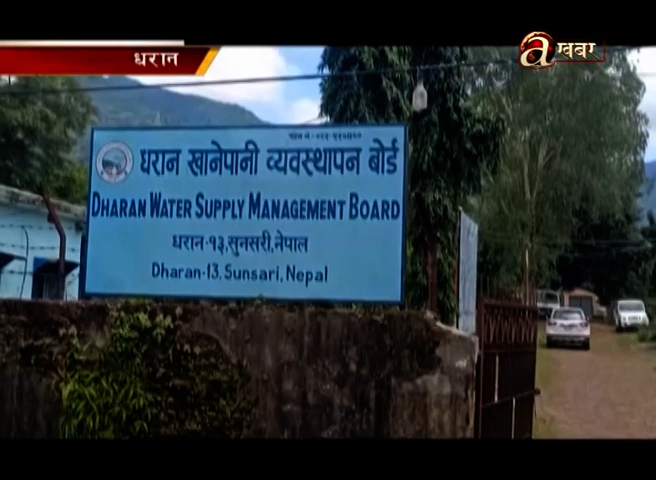 धरान
a खबर
धरान खानेपानी व्यवस्थापन बोर्ड
DHARAN WATER SUPPLY MANAGEMENT BOARD
धरान-१३,सुनसरी,नेपाल
Dharan-13, Sunsari, Nepal